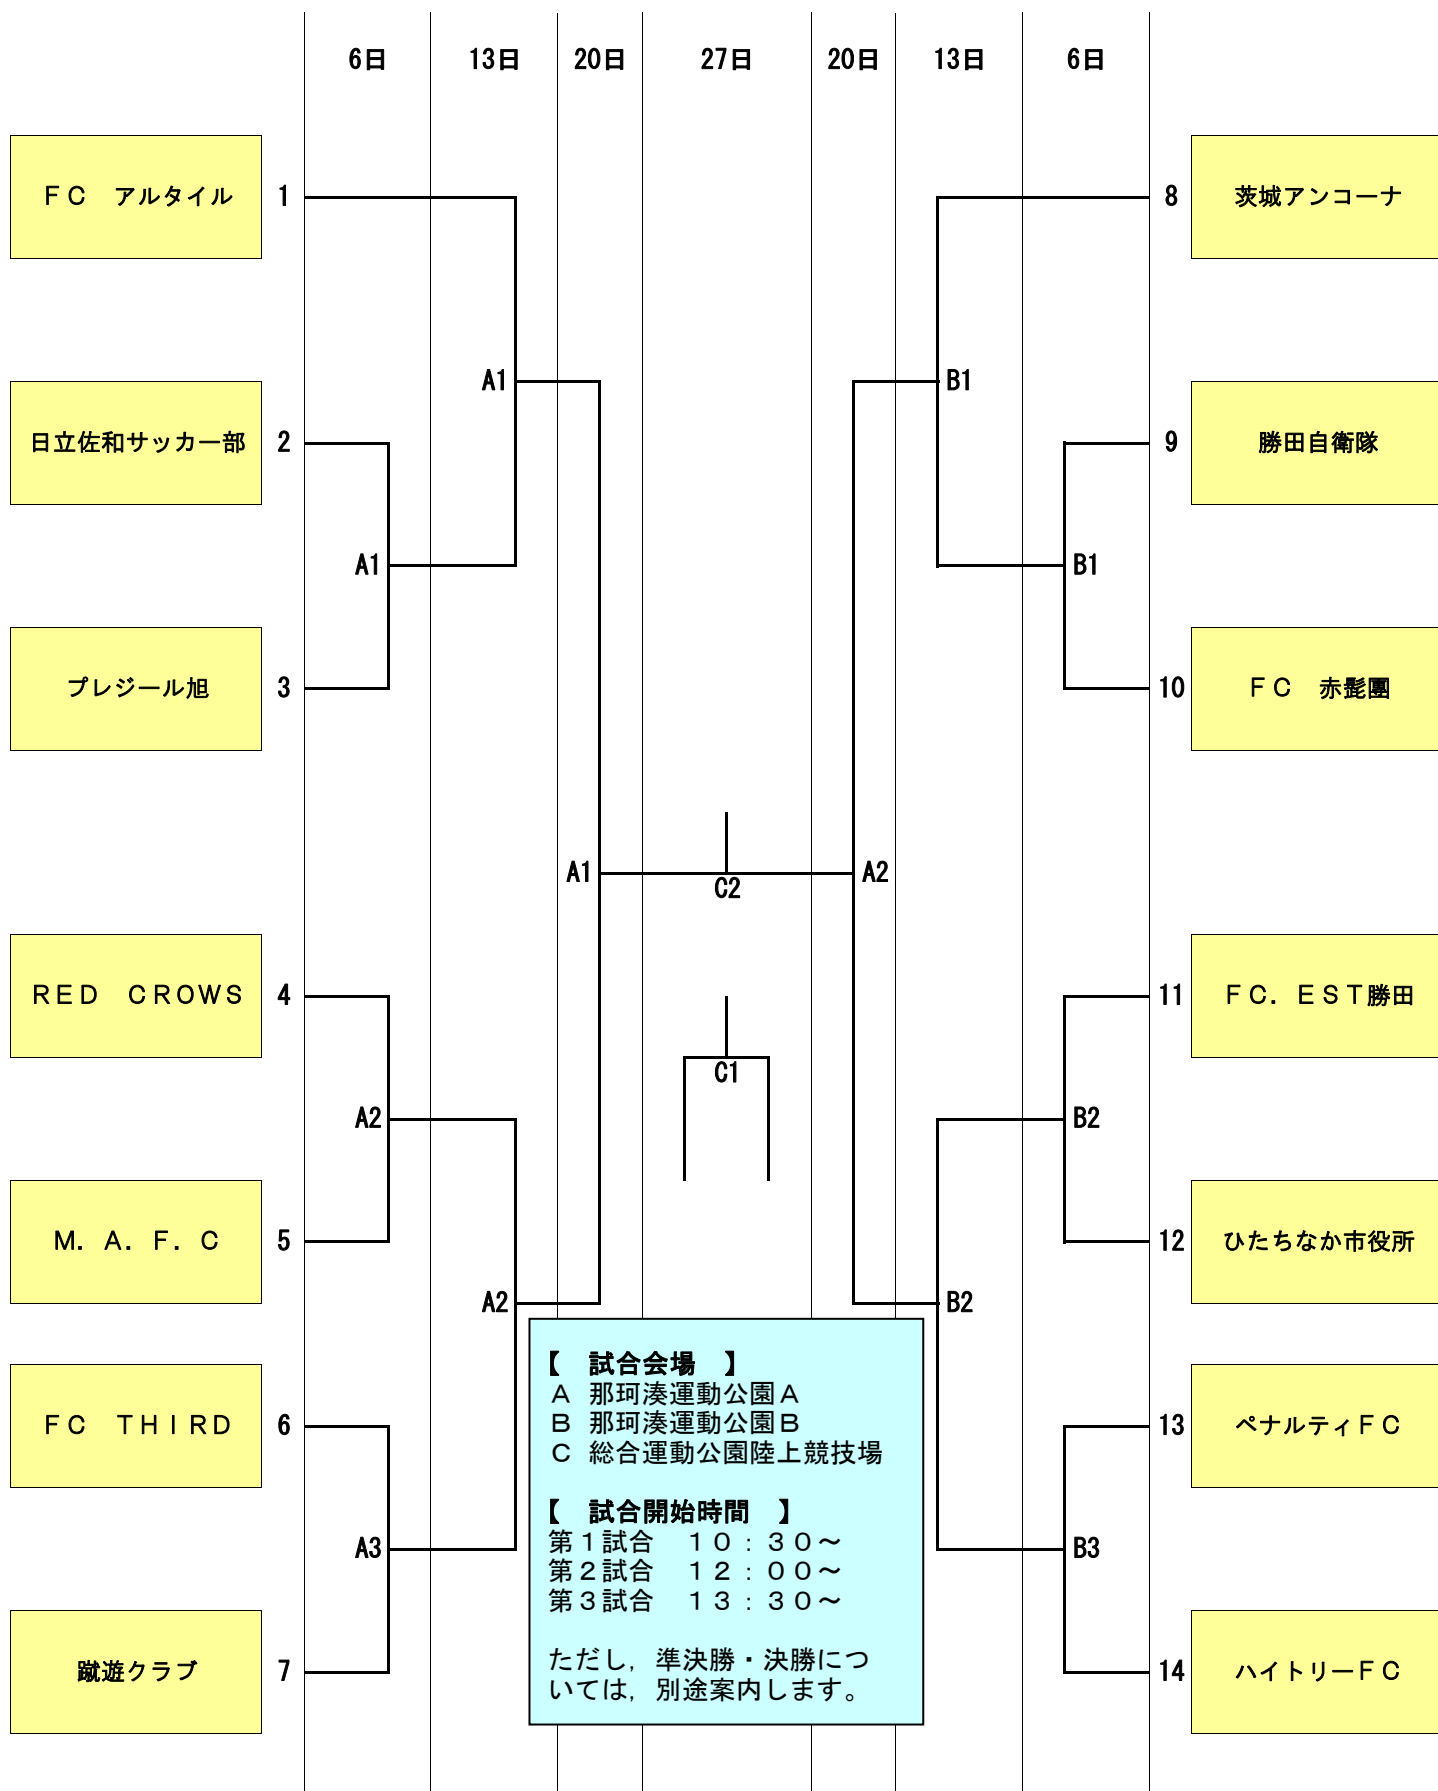 6日 13日 20日 27日 20日 13日 6日
ＦＣ　アルタイル 1
8 茨城アンコーナ
A1
B1
日立佐和サッカー部 2
9 勝田自衛隊
A1
B1
プレジール旭 3
10 ＦＣ　赤髭團
A1
C2
A2
ＲＥＤ　ＣＲＯＷＳ 4
11 ＦＣ．ＥＳＴ勝田
C1
A2
B2
Ｍ．Ａ．Ｆ．Ｃ 5
12 ひたちなか市役所
A2
B2
ＦＣ　ＴＨＩＲＤ 6
13 ペナルティＦＣ
A3
B3
蹴遊クラブ 7
14 ハイトリーＦＣ
【　試合会場　】
Ａ 那珂湊運動公園Ａ
Ｂ 那珂湊運動公園Ｂ
Ｃ 総合運動公園陸上競技場
【　試合開始時間　】
第１試合　１０：３０～
第２試合　１２：００～
第３試合　１３：３０～
ただし，準決勝・決勝につ
いては，別途案内します。